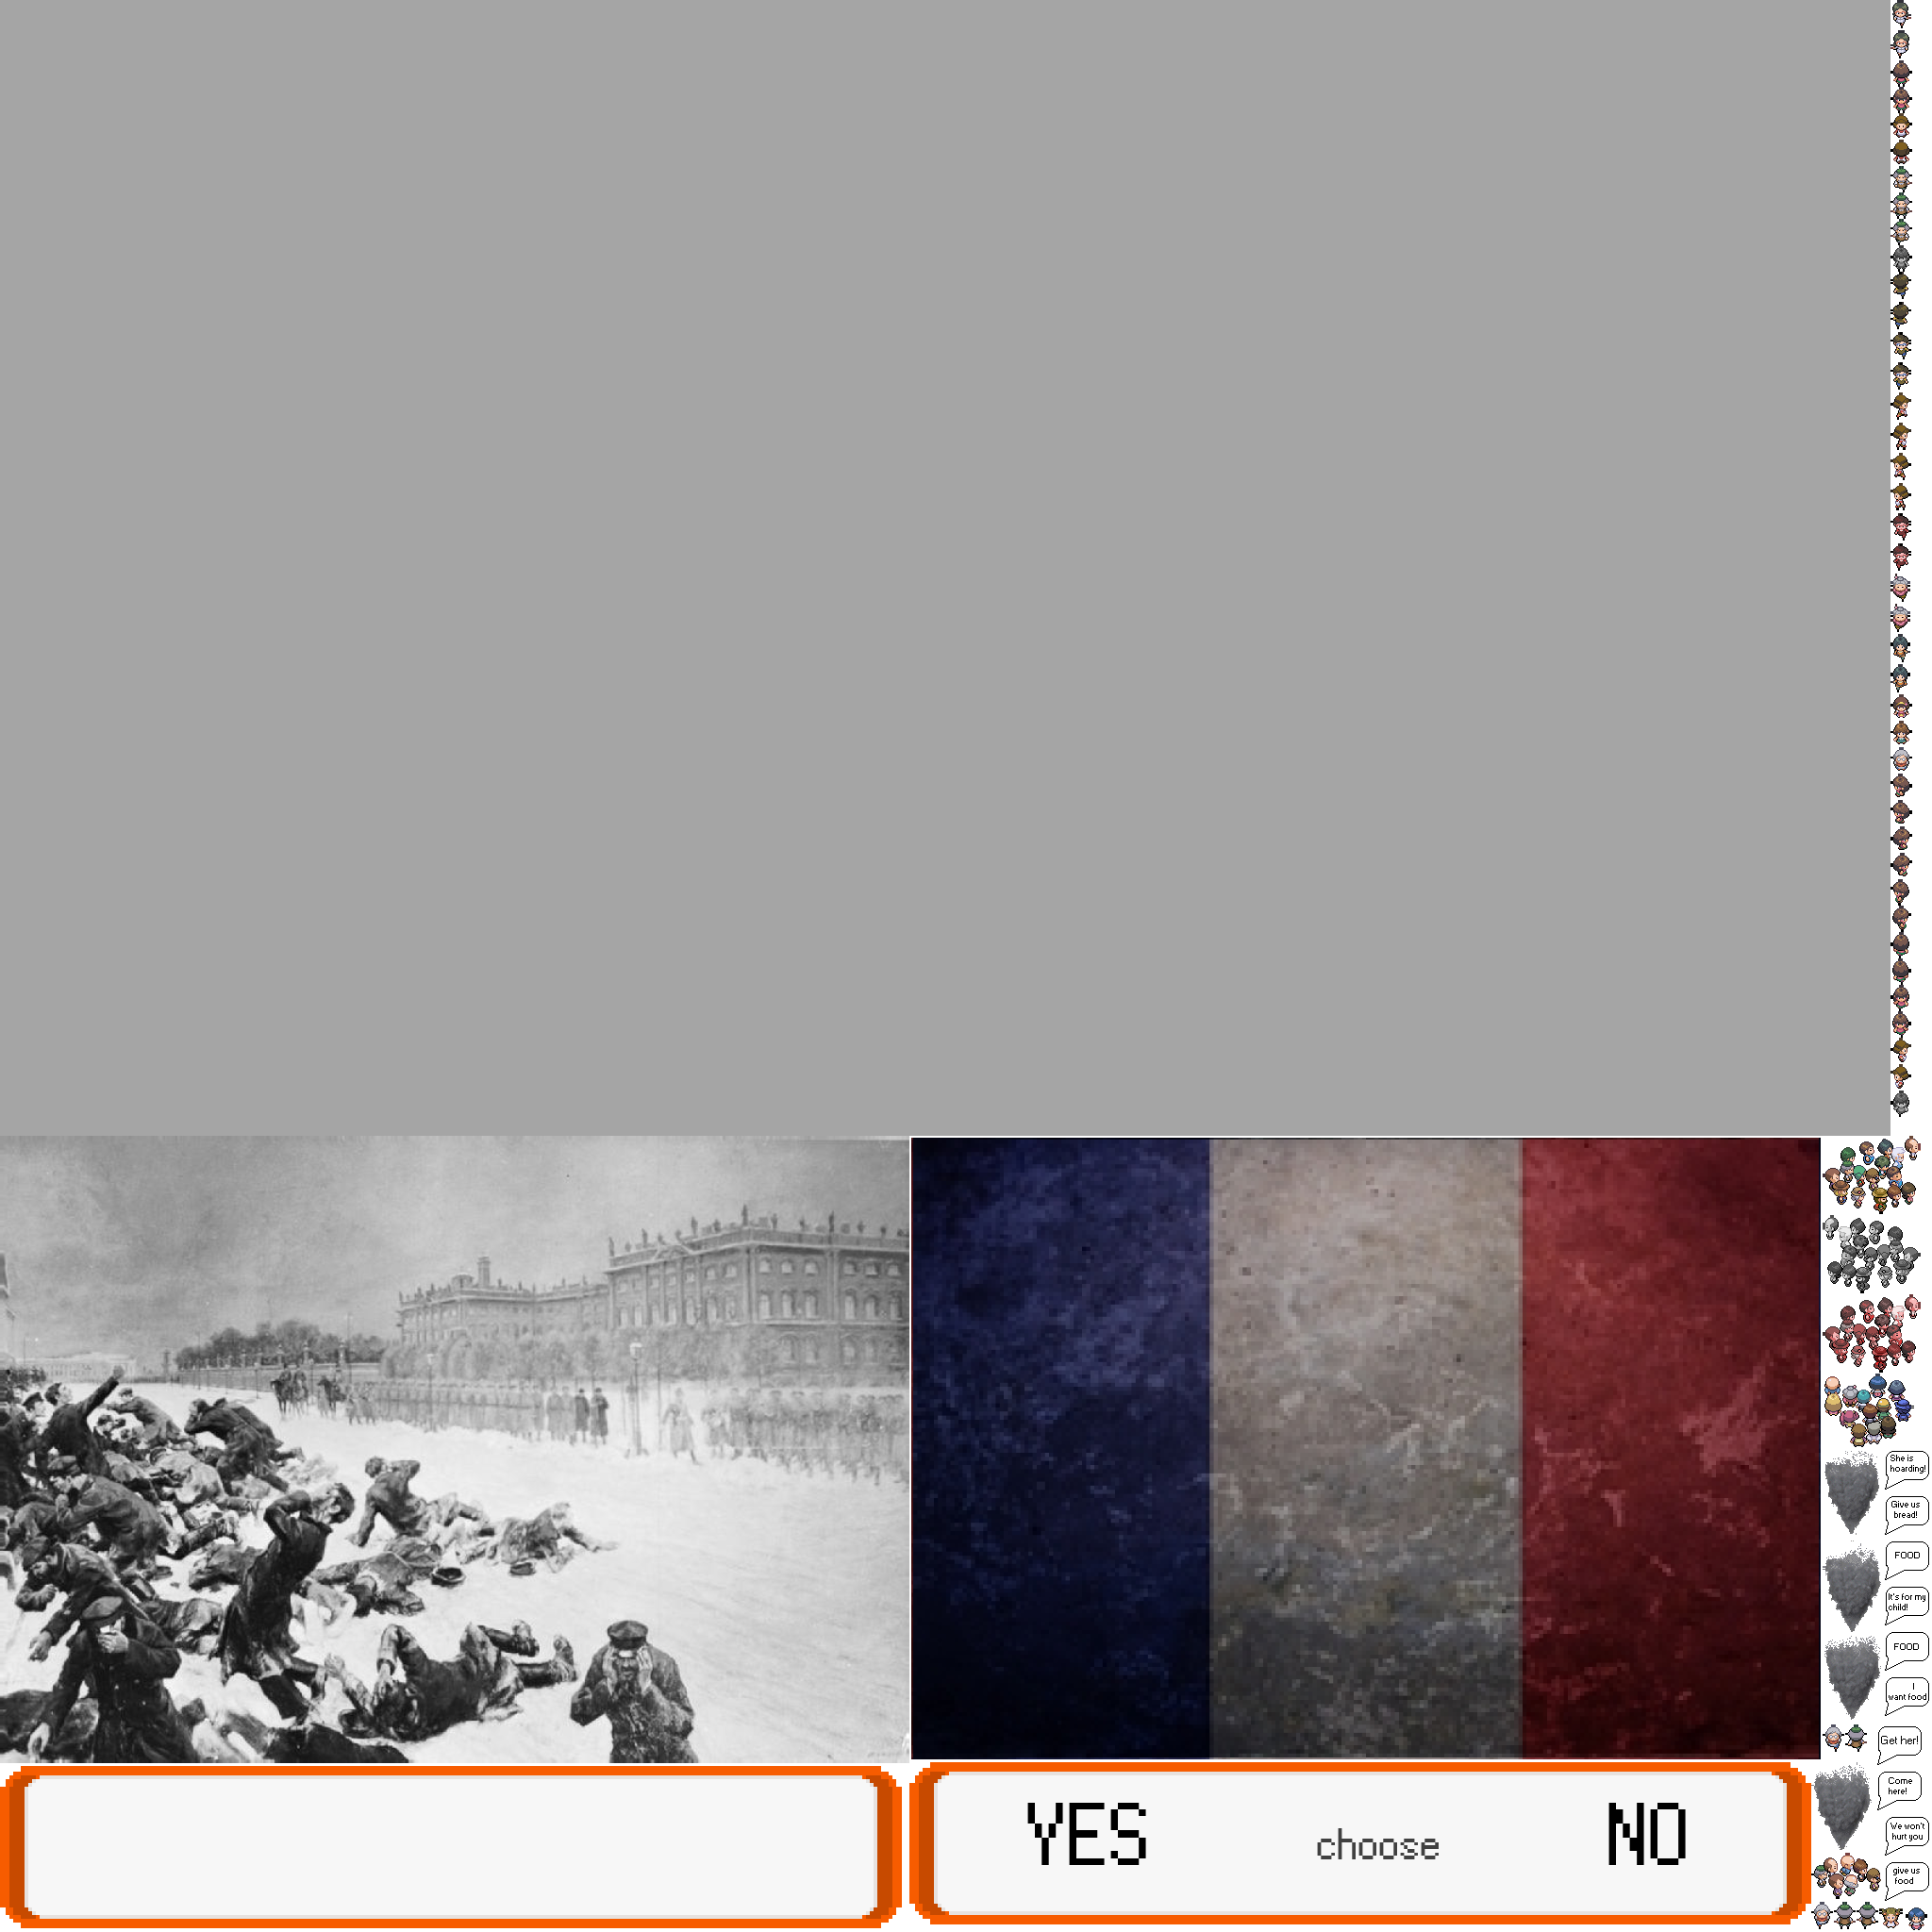 She is
hoarding!
Give us
bread!
FOOD
It's for my
child!
FOOD
I
want food
Get her!
Come
here!
We won't
hurt you
give us
food
YES choose NO